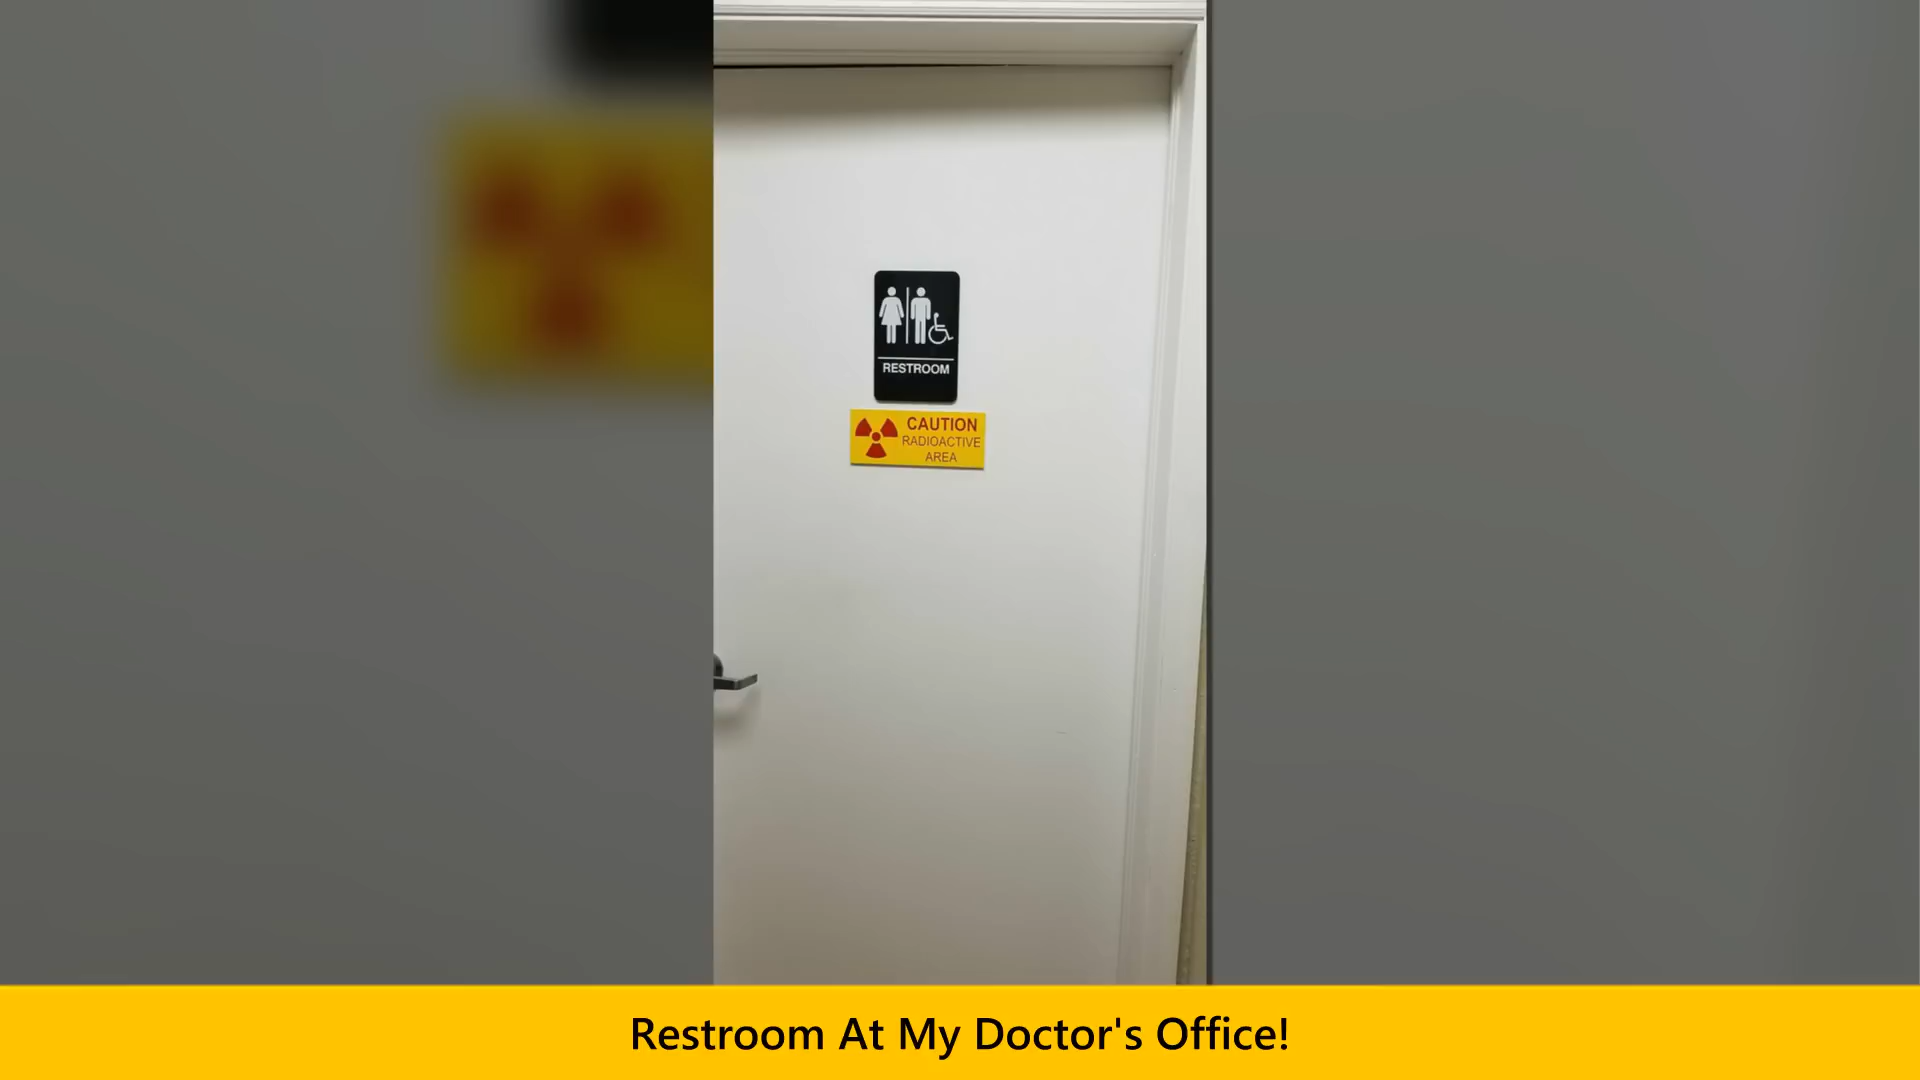 RESTROOM
CAUTION
RADIOACTIVE
AREA
Restroom At My Doctor's Office!